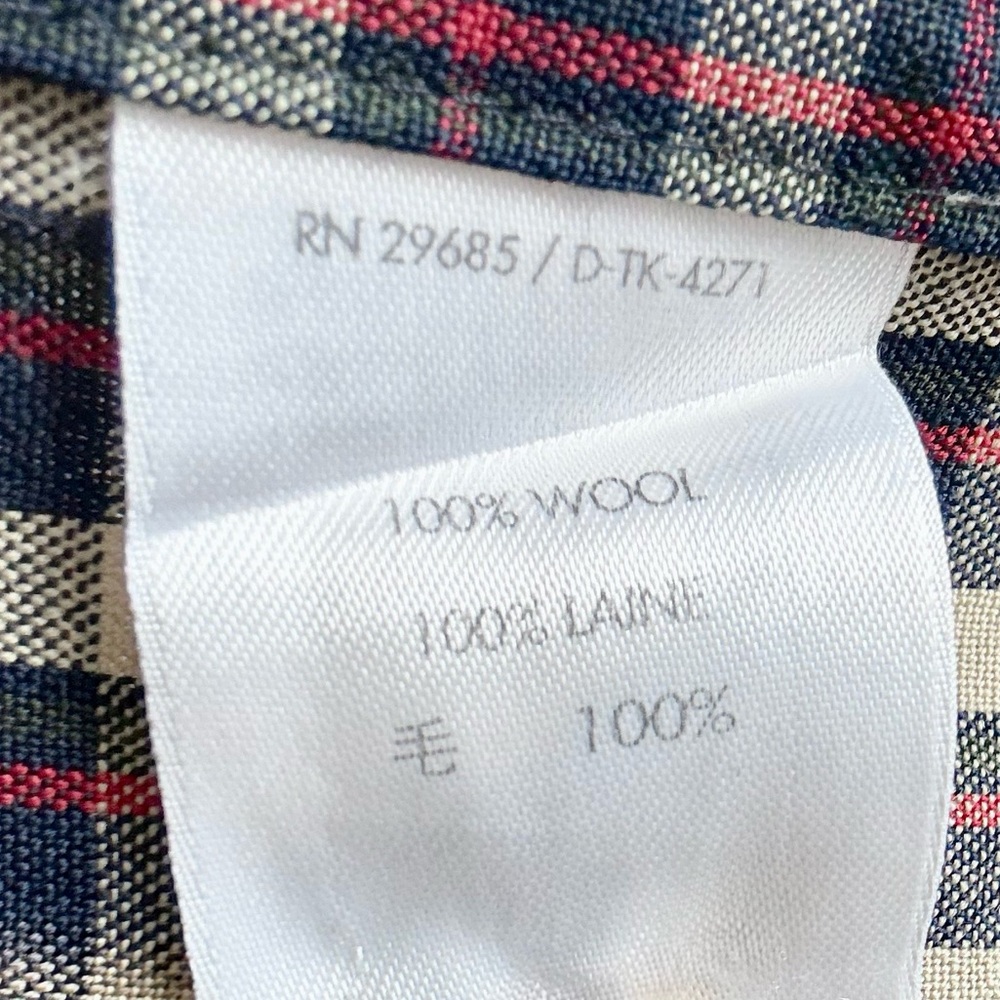 RN 29685 / D-TK-4271
100% WOOL
100% LAINE
毛 100%